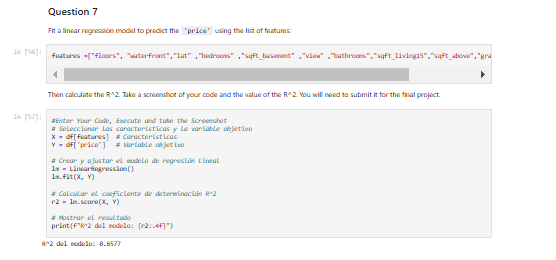 Question 7
Fit a linear regression model to predict the 'price' using the list of features:
In [56]:
features =["floors", "waterfront","lat" ,"bedrooms" ,"sqft_basement" ,"view" ,"bathrooms","sqft_living15","sqft_above","gra
Then calculate the R^2. Take a screenshot of your code and the value of the R^2. You will need to submit it for the final project.
In [57]:
#Enter Your Code, Execute and take the Screenshot
# Seleccionar las características y la variable objetivo
X = df[features] # Características
Y = df['price'] # Variable objetivo
# Crear y ajustar el modelo de regresión lineal
lm = LinearRegression()
lm.fit(X, Y)
# Calcular el coeficiente de determinación R^2
r2 = lm.score(X, Y)
# Mostrar el resultado
print(f"R^2 del modelo: {r2:.4f}")
R^2 del modelo: 0.6577